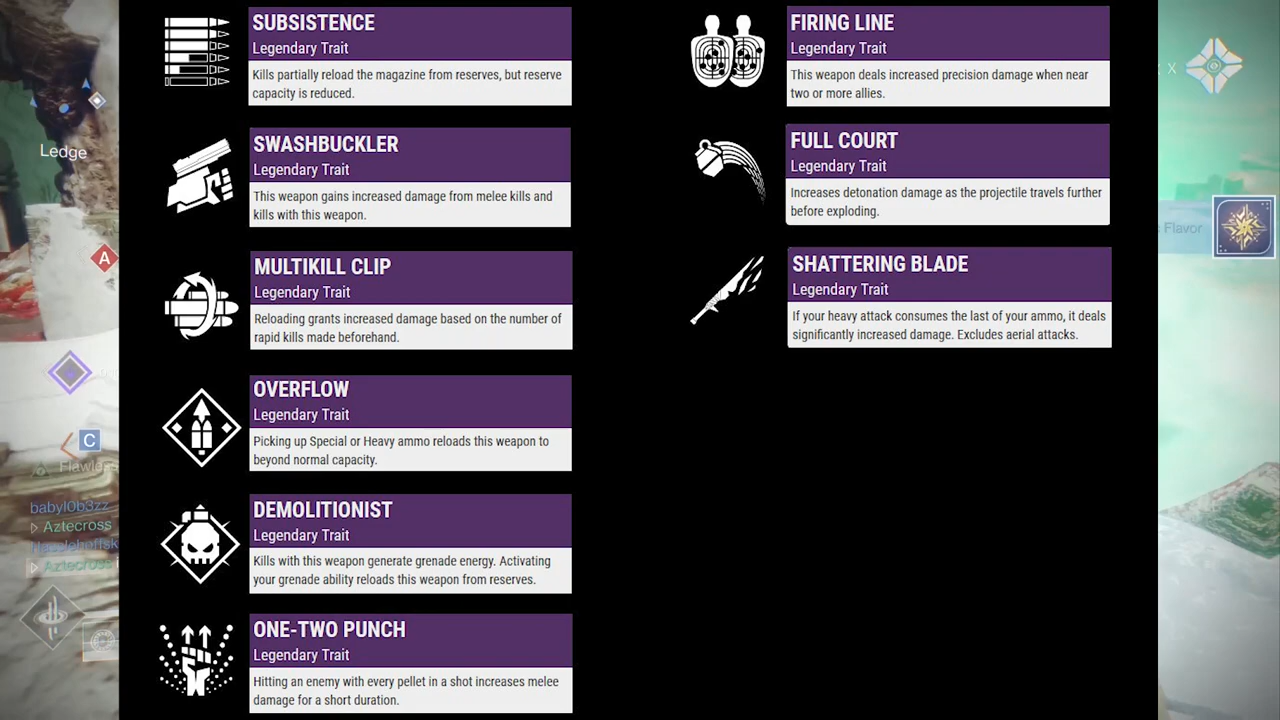 SUBSISTENCE
Legendary Trait
Kills partially reload the magazine from reserves, but reserve
capacity is reduced.
SWASHBUCKLER
Legendary Trait
This weapon gains increased damage from melee kills and
kills with this weapon.
MULTIKILL CLIP
Legendary Trait
Reloading grants increased damage based on the number of
rapid kills made beforehand.
OVERFLOW
Legendary Trait
Picking up Special or Heavy ammo reloads this weapon to
beyond normal capacity.
DEMOLITIONIST
Legendary Trait
Kills with this weapon generate grenade energy. Activating
your grenade ability reloads this weapon from reserves.
ONE-TWO PUNCH
Legendary Trait
Hitting an enemy with every pellet in a shot increases melee
damage for a short duration.
FIRING LINE
Legendary Trait
This weapon deals increased precision damage when near
two or more allies.
FULL COURT
Legendary Trait
Increases detonation damage as the projectile travels further
before exploding.
SHATTERING BLADE
Legendary Trait
If your heavy attack consumes the last of your ammo, it deals
significantly increased damage. Excludes aerial attacks.
Ledge
A
C
Flawless
babyl0b3zz
Aztecross
Aztecross
X
Flavor